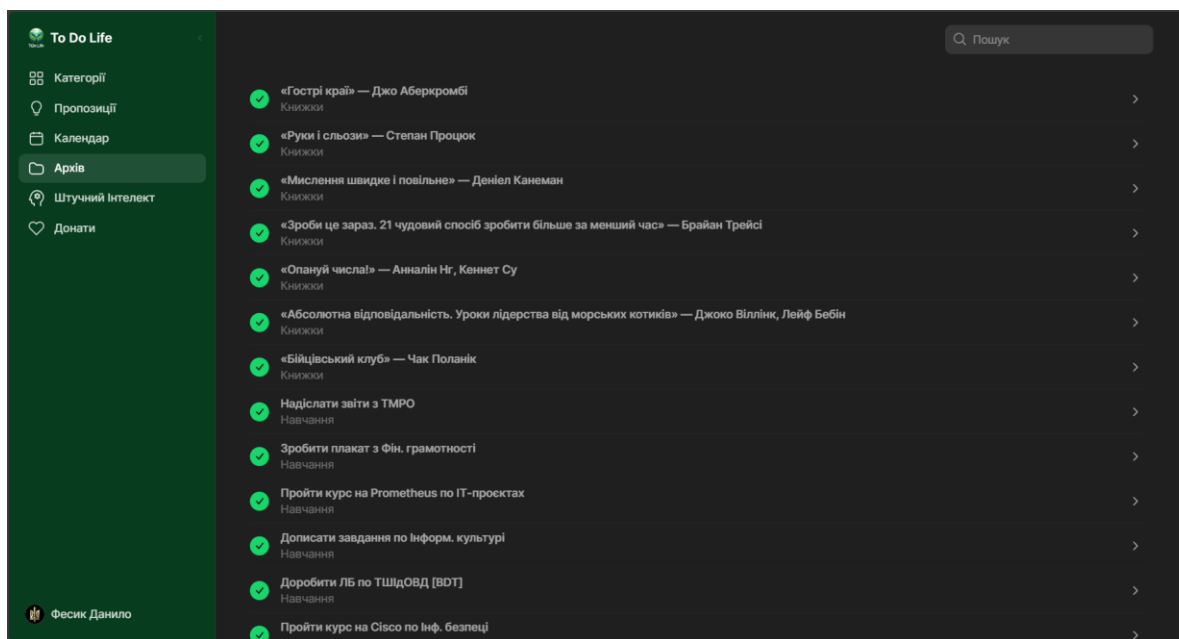 To Do Life
Категорії
Пропозиції
Календар
Архів
Штучний Інтелект
Донати
Фесик Данило
Пошук
«Гострі краї» — Джо Аберкромбі
Книжки
«Руки і сльози» — Степан Процюк
Книжки
«Мислення швидке і повільне» — Деніел Канеман
Книжки
«Зроби це зараз. 21 чудовий спосіб зробити більше за менший час» — Брайан Трейсі
Книжки
«Опануй числа!» — Анналін Нг, Кеннет Су
Книжки
«Абсолютна відповідальність. Уроки лідерства від морських котиків» — Джоко Віллінк, Лейф Бебін
Книжки
«Бійцівський клуб» — Чак Поланік
Книжки
Надіслати звіти з ТМРО
Навчання
Зробити плакат з Фін. грамотності
Навчання
Пройти курс на Prometheus по IT-проєктах
Навчання
Дописати завдання по Інформ. культурі
Навчання
Доробити ЛБ по ТШІдОВД [BDT]
Навчання
Пройти курс на Cisco по Інф. безпеці